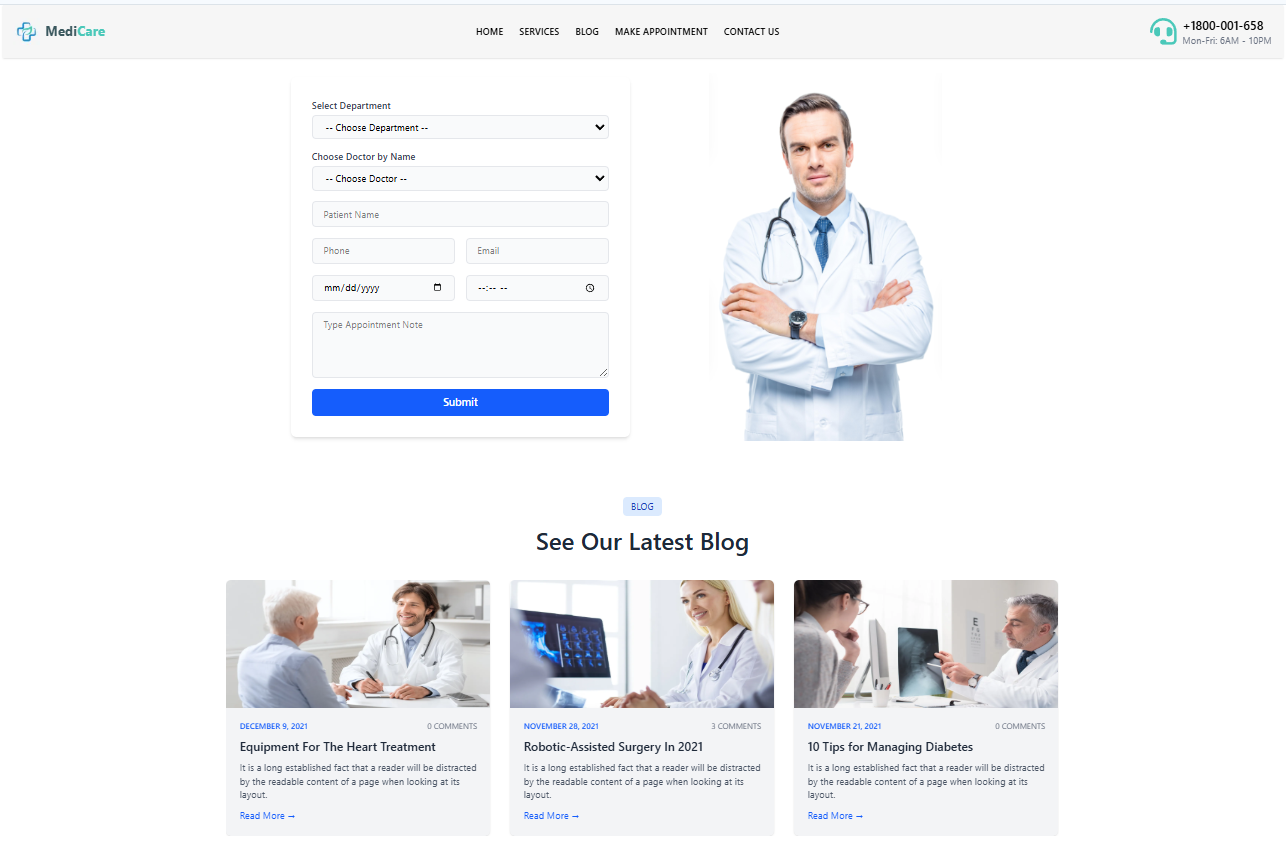 MediCare
HOME SERVICES BLOG MAKE APPOINTMENT CONTACT US
+1800-001-658
Mon-Fri: 6AM - 10PM
Select Department
-- Choose Department --
Choose Doctor by Name
-- Choose Doctor --
Patient Name
Phone Email
mm/dd/yyyy --:-- --
Type Appointment Note
Submit
BLOG
See Our Latest Blog
DECEMBER 9, 2021 0 COMMENTS
Equipment For The Heart Treatment
It is a long established fact that a reader will be distracted
by the readable content of a page when looking at its
layout.
Read More →
NOVEMBER 28, 2021 3 COMMENTS
Robotic-Assisted Surgery In 2021
It is a long established fact that a reader will be distracted
by the readable content of a page when looking at its
layout.
Read More →
NOVEMBER 21, 2021 0 COMMENTS
10 Tips for Managing Diabetes
It is a long established fact that a reader will be distracted
by the readable content of a page when looking at its
layout.
Read More →